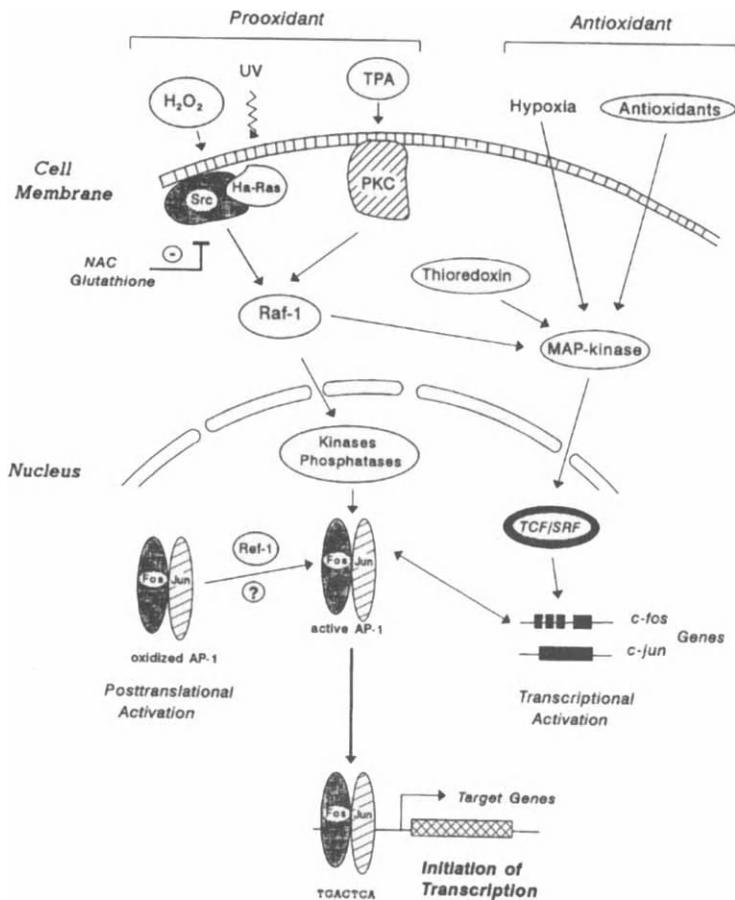 Prooxidant
Antioxidant
UV
TPA
H₂O₂
Hypoxia
Antioxidants
Cell
Membrane
Src
Ha-Ras
PKC
NAC
Glutathione
-
Thioredoxin
Raf-1
MAP-kinase
Kinases
Phosphatases
Nucleus
TCF/SRF
Ref-1
?
Fos
Jun
Fos
Jun
oxidized AP-1
active AP-1
c-fos
c-jun
Genes
Posttranslational
Activation
Transcriptional
Activation
Fos
Jun
Target Genes
Initiation of
Transcription
TGACTCA